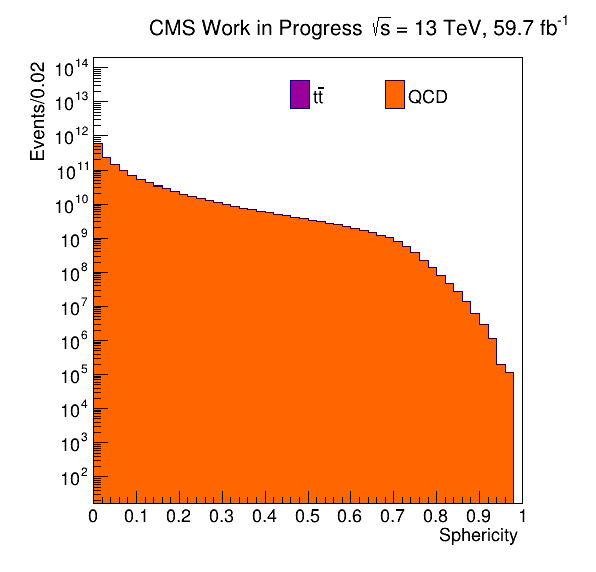 CMS Work in Progress √s = 13 TeV, 59.7 fb⁻¹
Events/0.02
tt̄
QCD
10¹⁴
10¹³
10¹²
10¹¹
10¹⁰
10⁹
10⁸
10⁷
10⁶
10⁵
10⁴
10³
10²
0 0.1 0.2 0.3 0.4 0.5 0.6 0.7 0.8 0.9 1
Sphericity